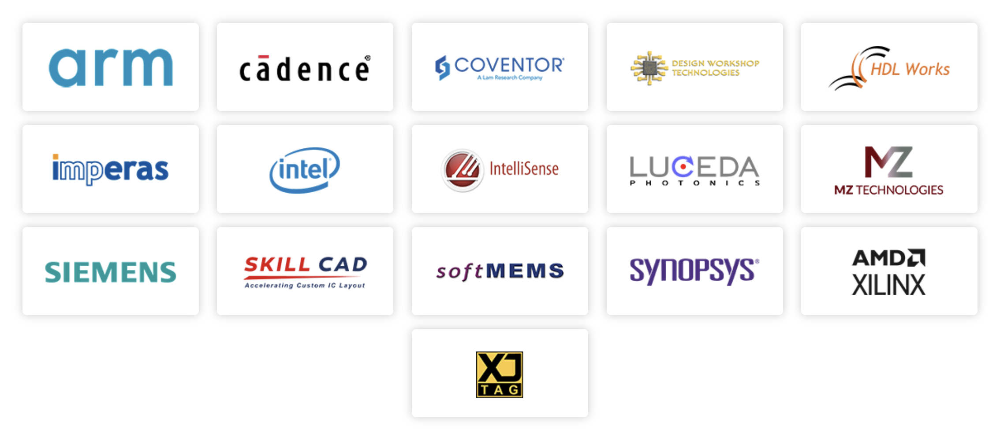 arm
cādence®
COVENTOR®
A Lam Research Company
DESIGN WORKSHOP
TECHNOLOGIES
HDL Works
imperas
intel®
IntelliSense
LUCEDA
PHOTONICS
MZ
MZ TECHNOLOGIES
SIEMENS
SKILL CAD
Accelerating Custom IC Layout
softMEMS
SYNOPSYS®
AMD
XILINX
XJ
TAG